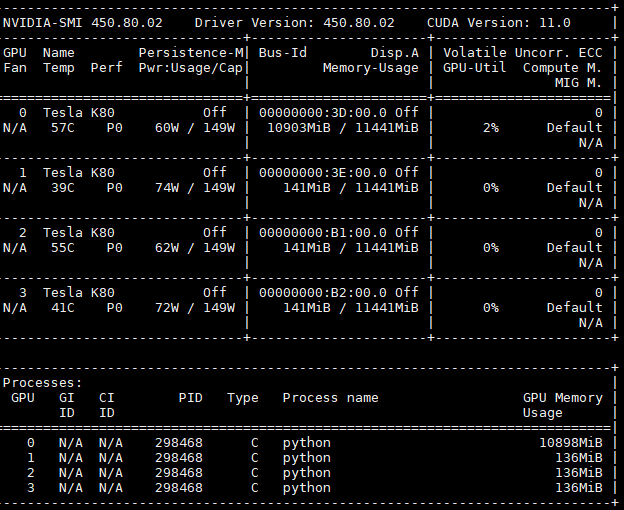 -----------------------------------------------------------------------------+
NVIDIA-SMI 450.80.02    Driver Version: 450.80.02    CUDA Version: 11.0     |
-------------------------------+----------------------+----------------------+
GPU  Name        Persistence-M| Bus-Id        Disp.A | Volatile Uncorr. ECC |
Fan  Temp  Perf  Pwr:Usage/Cap|         Memory-Usage | GPU-Util  Compute M. |
                              |                      |               MIG M. |
===============================+======================+======================|
  0  Tesla K80           Off  | 00000000:3D:00.0 Off |                    0 |
N/A   57C    P0    60W / 149W |  10903MiB / 11441MiB |      2%      Default |
                              |                      |                  N/A |
-------------------------------+----------------------+----------------------+
  1  Tesla K80           Off  | 00000000:3E:00.0 Off |                    0 |
N/A   39C    P0    74W / 149W |    141MiB / 11441MiB |      0%      Default |
                              |                      |                  N/A |
-------------------------------+----------------------+----------------------+
  2  Tesla K80           Off  | 00000000:B1:00.0 Off |                    0 |
N/A   55C    P0    62W / 149W |    141MiB / 11441MiB |      0%      Default |
                              |                      |                  N/A |
-------------------------------+----------------------+----------------------+
  3  Tesla K80           Off  | 00000000:B2:00.0 Off |                    0 |
N/A   41C    P0    72W / 149W |    141MiB / 11441MiB |      0%      Default |
                              |                      |                  N/A |
-------------------------------+----------------------+----------------------+
-----------------------------------------------------------------------------+
Processes:                                                                  |
 GPU   GI   CI        PID   Type   Process name                  GPU Memory |
       ID   ID                                                   Usage      |
=============================================================================|
   0   N/A  N/A    298468      C   python                          10898MiB |
   1   N/A  N/A    298468      C   python                            136MiB |
   2   N/A  N/A    298468      C   python                            136MiB |
   3   N/A  N/A    298468      C   python                            136MiB |
-----------------------------------------------------------------------------+